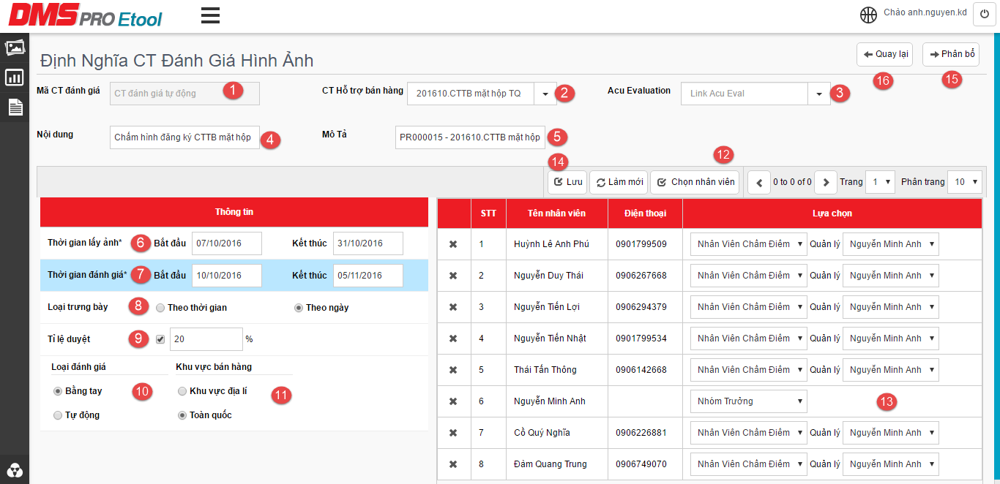 DMS PRO Etool
Chào anh.nguyen.kd
Định Nghĩa CT Đánh Giá Hình Ảnh
Quay lại
Phân bổ
16
15
Mã CT đánh giá
CT đánh giá tự động
1
CT Hỗ trợ bán hàng
201610.CTTB mặt hộp TQ
2
Acu Evaluation
Link Acu Eval
3
Nội dung
Chấm hình đăng ký CTTB mặt hộp
4
Mô Tả
PR000015 - 201610.CTTB mặt hộp
5
14
12
Lưu
Làm mới
Chọn nhân viên
0 to 0 of 0
Trang
1
Phân trang
10
Thông tin
Thời gian lấy ảnh*
6
Bắt đầu
07/10/2016
Kết thúc
31/10/2016
Thời gian đánh giá*
7
Bắt đầu
10/10/2016
Kết thúc
05/11/2016
Loại trưng bày
8
Theo thời gian
Theo ngày
Tỉ lệ duyệt
9
20
%
Loại đánh giá
Khu vực bán hàng
Bằng tay
10
Khu vực địa lí
11
Tự động
Toàn quốc
STT
Tên nhân viên
Điện thoại
Lựa chọn
1
Huỳnh Lê Anh Phú
0901799509
Nhân Viên Chấm Điểm
Quản lý
Nguyễn Minh Anh
2
Nguyễn Duy Thái
0906267668
Nhân Viên Chấm Điểm
Quản lý
Nguyễn Minh Anh
3
Nguyễn Tiến Lợi
0906294379
Nhân Viên Chấm Điểm
Quản lý
Nguyễn Minh Anh
4
Nguyễn Tiến Nhật
0901799534
Nhân Viên Chấm Điểm
Quản lý
Nguyễn Minh Anh
5
Thái Tấn Thông
0906142668
Nhân Viên Chấm Điểm
Quản lý
Nguyễn Minh Anh
6
Nguyễn Minh Anh
Nhóm Trưởng
13
7
Cồ Quý Nghĩa
0906226881
Nhân Viên Chấm Điểm
Quản lý
Nguyễn Minh Anh
8
Đàm Quang Trung
0906749070
Nhân Viên Chấm Điểm
Quản lý
Nguyễn Minh Anh